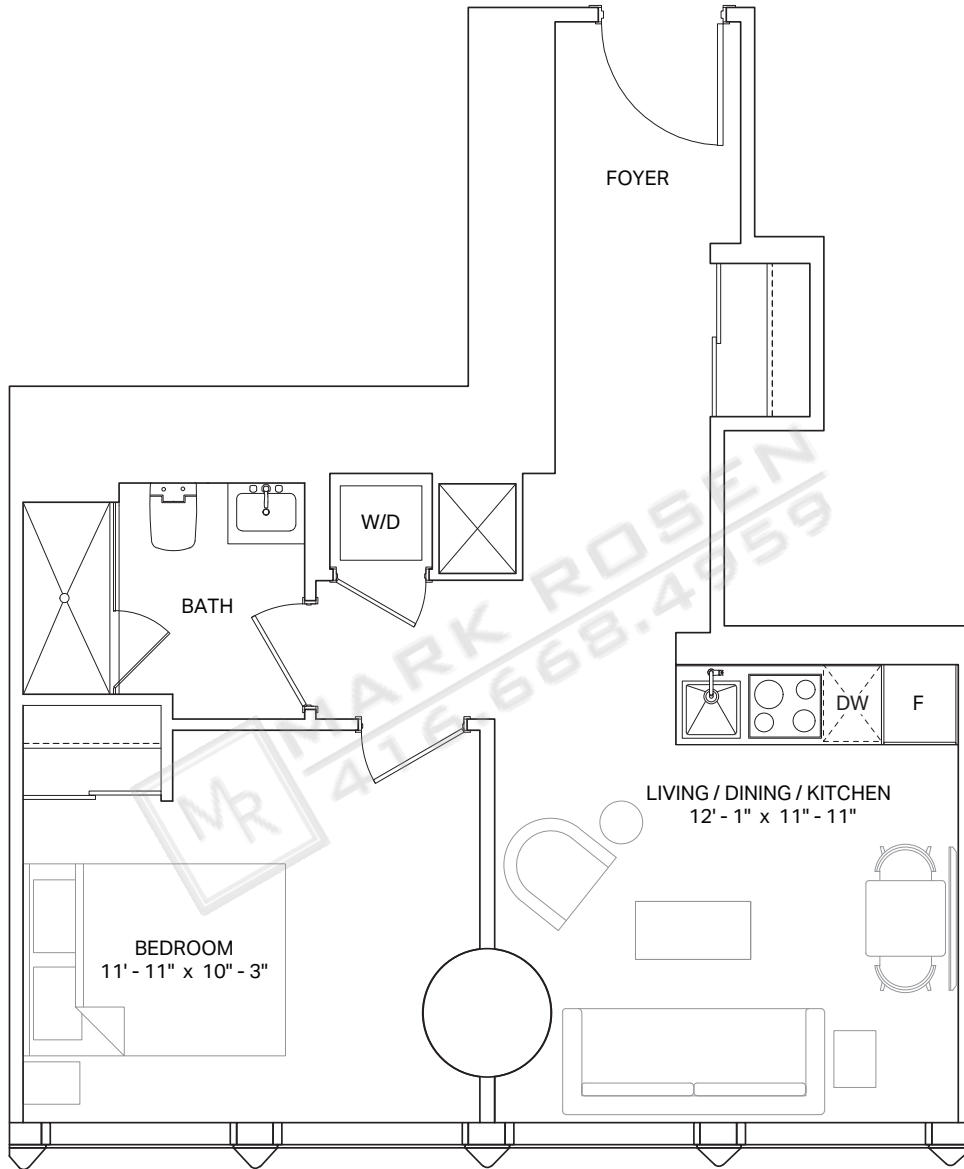 FOYER
W/D
BATH
DW
F
LIVING / DINING / KITCHEN
12' - 1" x 11" - 11"
BEDROOM
11' - 11" x 10" - 3"
MR
MARK ROSEN
416.668.4959